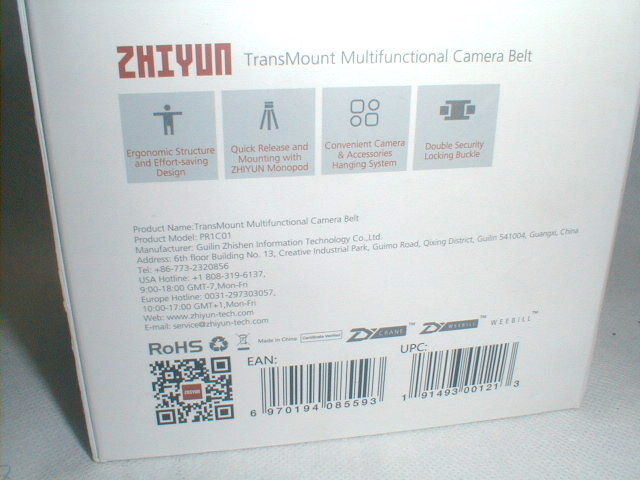 ZHIYUN TransMount Multifunctional Camera Belt
Ergonomic Structure
and Effort-saving
Design
Quick Release and
Mounting with
ZHIYUN Monopod
Convenient Camera
& Accessories
Hanging System
Double Security
Locking Buckle
Product Name:TransMount Multifunctional Camera Belt
Product Model: PR1C01
Manufacturer: Guilin Zhishen Information Technology Co.,Ltd.
Address: 6th floor Building No. 13, Creative Industrial Park, Guimo Road, Qixing District, Guilin 541004, Guangxi, China
Tel: +86-773-2320856
USA Hotline: +1 808-319-6137,
9:00-18:00 GMT-7,Mon-Fri
Europe Hotline: 0031-297303057,
10:00-17:00 GMT+1,Mon-Fri
Web: www.zhiyun-tech.com
E-mail: service@zhiyun-tech.com
RoHS Made in China CRANE™ WEEBILL™ WEEBILL™
EAN:
UPC:
ZHIYUN
6 970194 085593
1 91493 00121 3